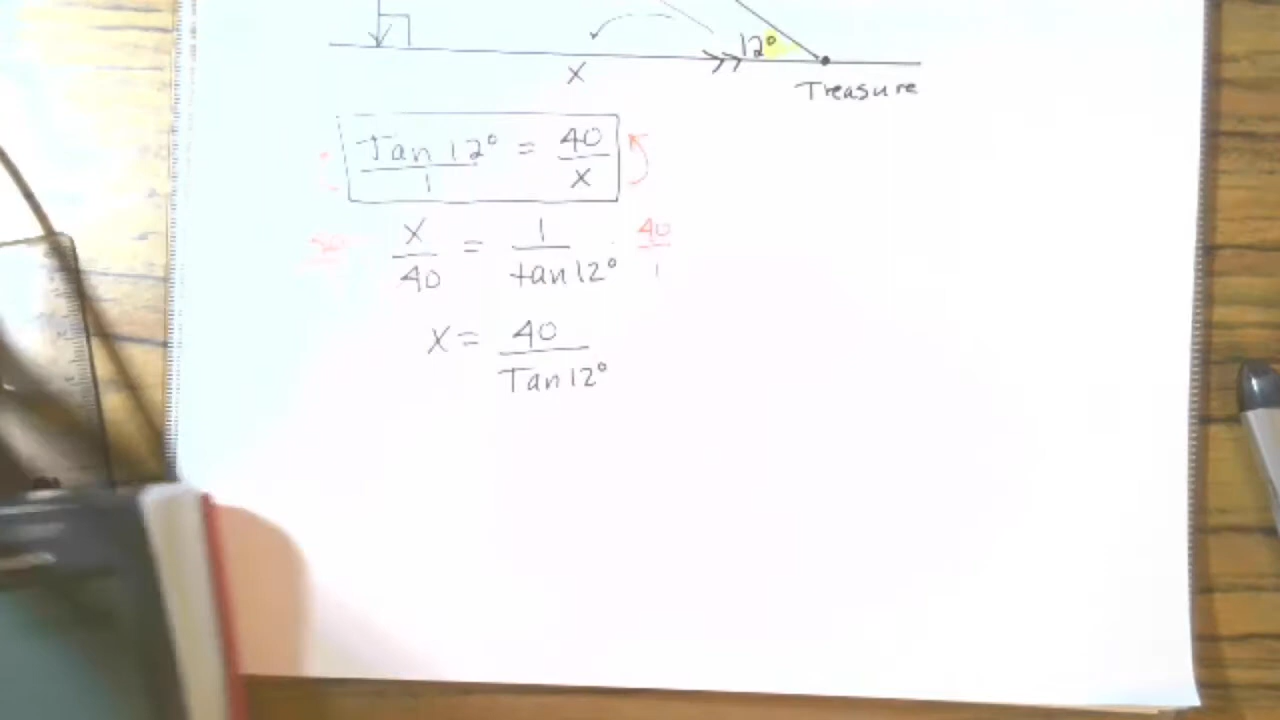 12°
X
Treasure
Tan 12° = 40
1 X
X = 1 · 40
40 tan 12° 1
X = 40
Tan 12°